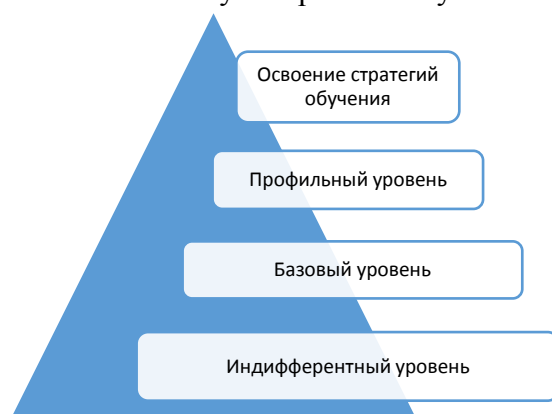 Освоение стратегий
обучения
Профильный уровень
Базовый уровень
Индифферентный уровень